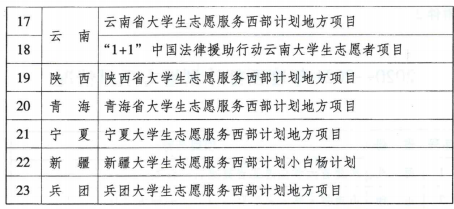 17 云 南 云南省大学生志愿服务西部计划地方项目
18 “1+1”中国法律援助行动云南大学生志愿者项目
19 陕 西 陕西省大学生志愿服务西部计划地方项目
20 青 海 青海省大学生志愿服务西部计划地方项目
21 宁 夏 宁夏大学生志愿服务西部计划地方项目
22 新 疆 新疆大学生志愿服务西部计划小白杨计划
23 兵 团 兵团大学生志愿服务西部计划地方项目